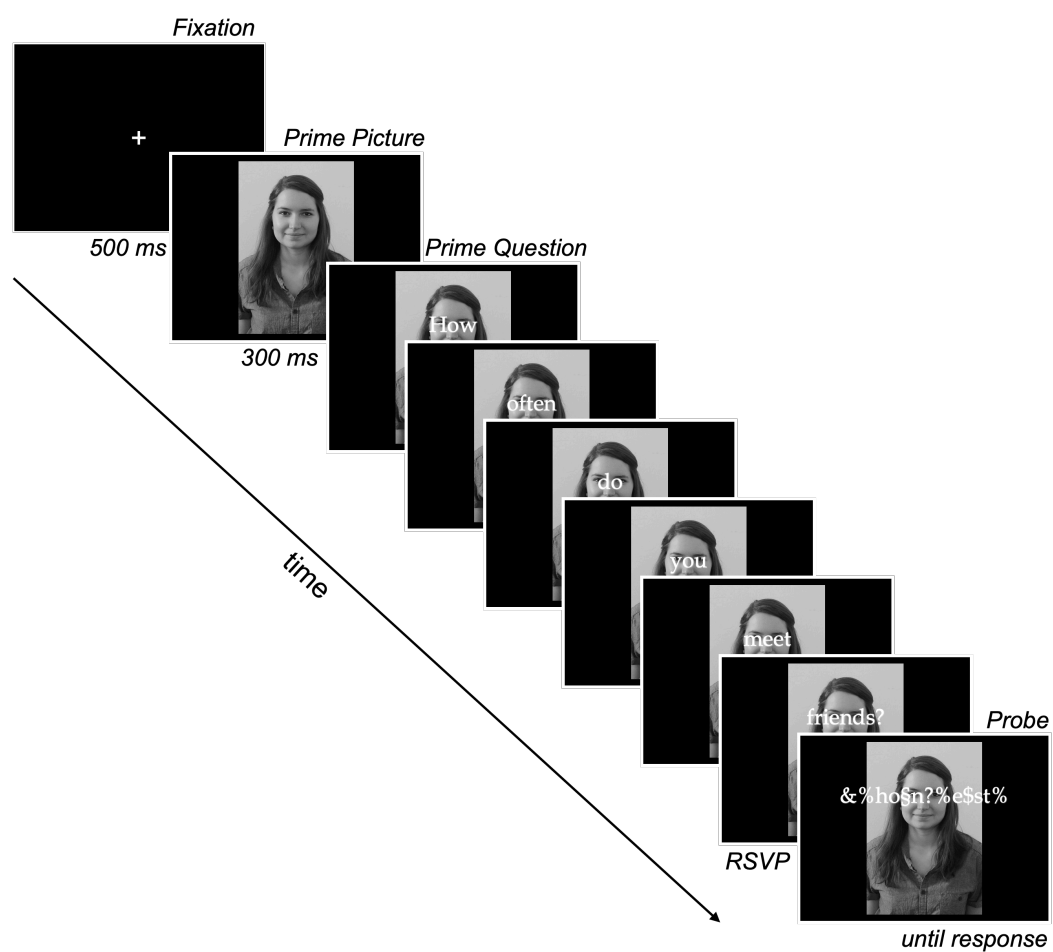 Fixation
+
500 ms
Prime Picture
300 ms
Prime Question
How
often
do
you
meet
friends?
RSVP
Probe
&%ho§n?%e$st%
until response
time